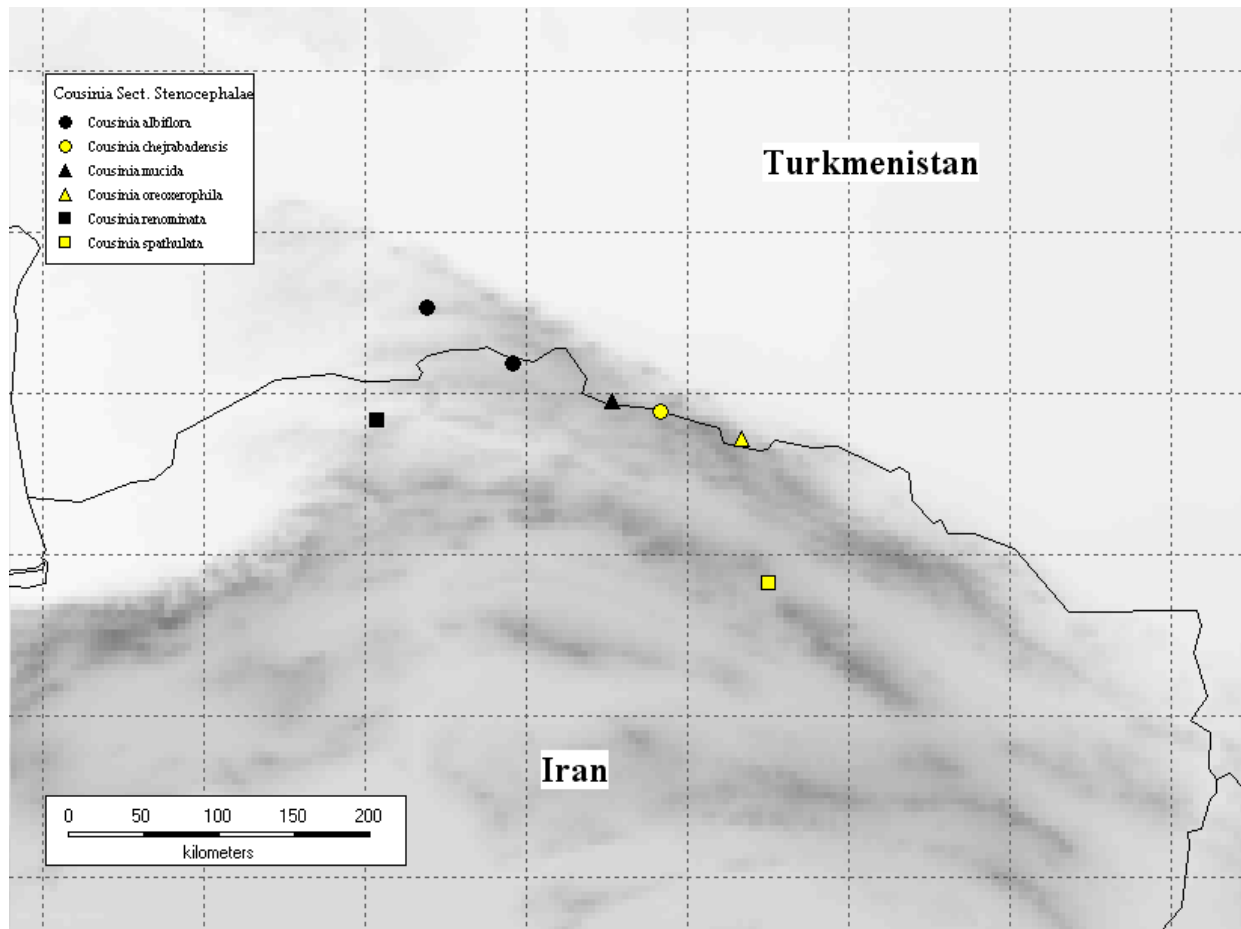 Cousinia Sect. Stenocephalae
Cousinia albiflora
Cousinia chejrabadensis
Cousinia mucida
Cousinia oreoxerophila
Cousinia renominata
Cousinia spathulata
Turkmenistan
Iran
0 50 100 150 200
kilometers